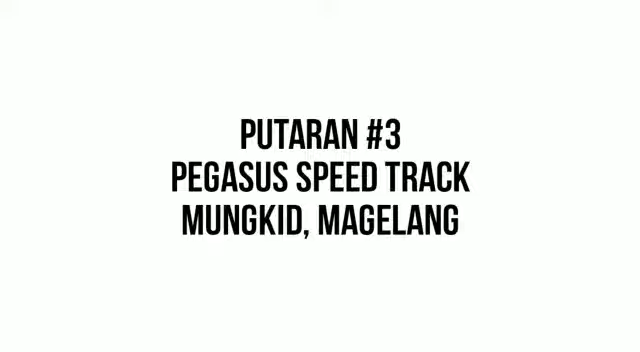 PUTARAN #3
PEGASUS SPEED TRACK
MUNGKID, MAGELANG